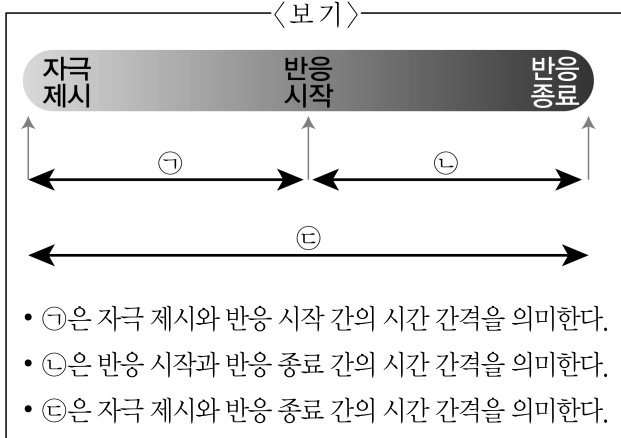 〈보 기〉
자극 제시 반응 시작 반응 종료
㉠ ㉡
㉢
• ㉠은 자극 제시와 반응 시작 간의 시간 간격을 의미한다.
• ㉡은 반응 시작과 반응 종료 간의 시간 간격을 의미한다.
• ㉢은 자극 제시와 반응 종료 간의 시간 간격을 의미한다.